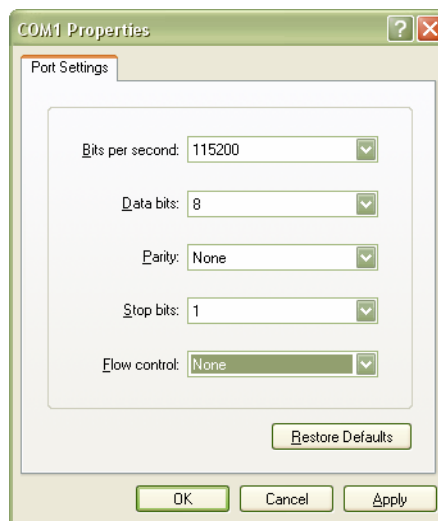 COM1 Properties
Port Settings
Bits per second: 115200
Data bits: 8
Parity: None
Stop bits: 1
Flow control: None
Restore Defaults
OK Cancel Apply